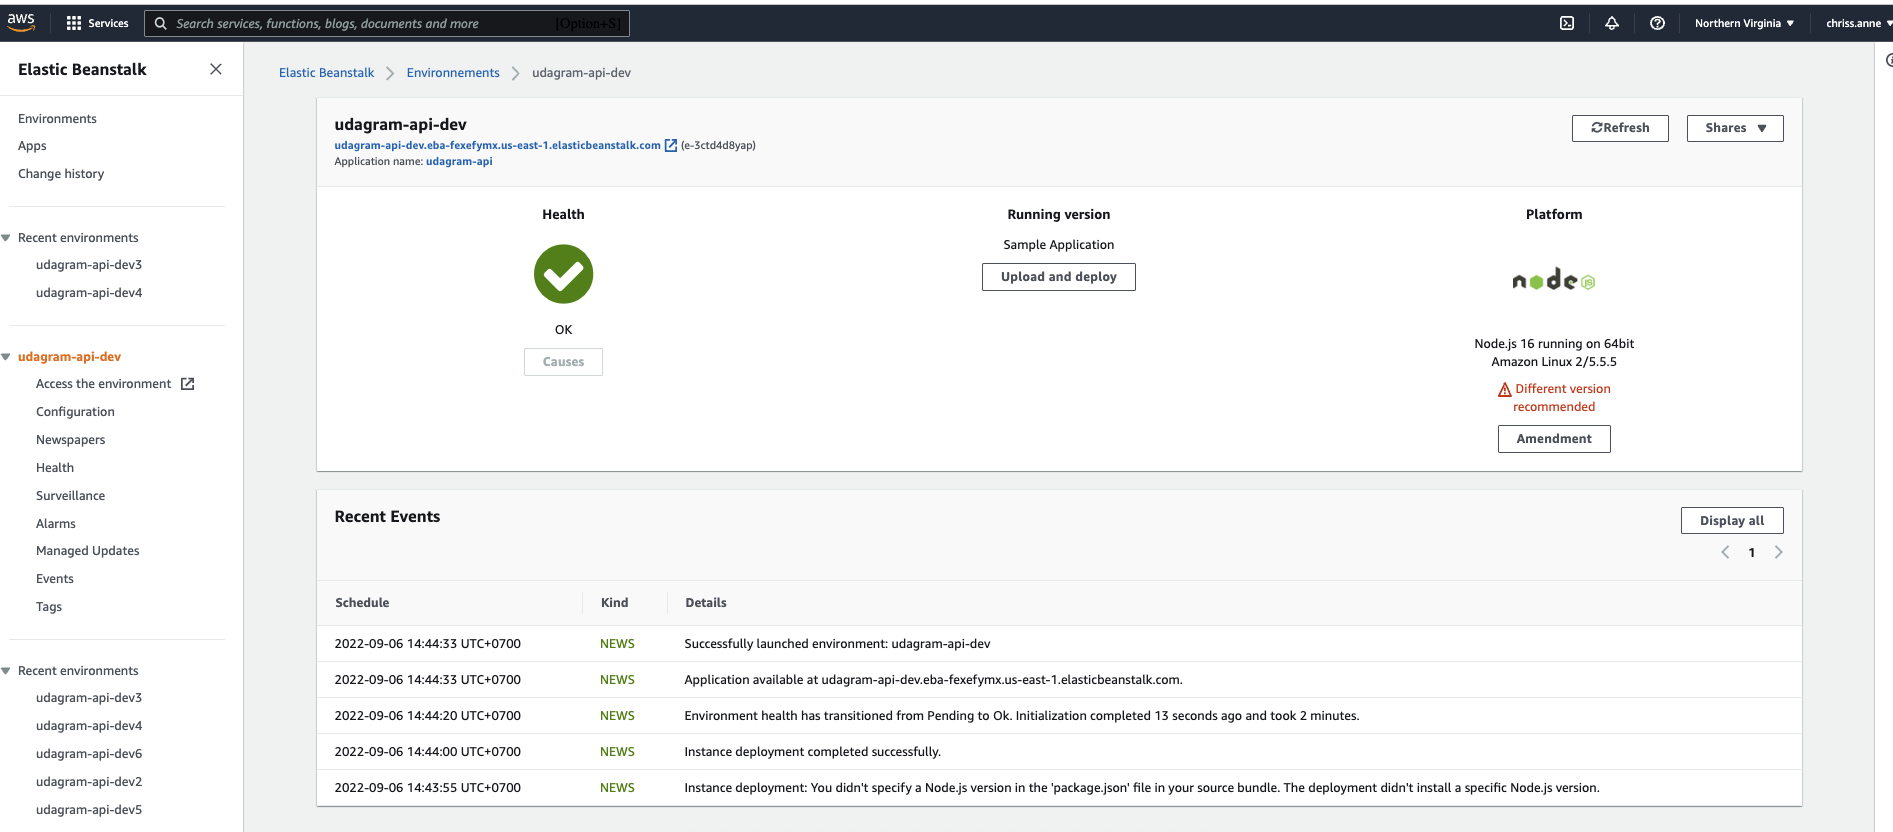 aws
Services
Search services, functions, blogs, documents and more
[Option+S]
Northern Virginia
chriss.anne
Elastic Beanstalk
Environments
Apps
Change history
Recent environments
udagram-api-dev3
udagram-api-dev4
udagram-api-dev
Access the environment
Configuration
Newspapers
Health
Surveillance
Alarms
Managed Updates
Events
Tags
Recent environments
udagram-api-dev3
udagram-api-dev4
udagram-api-dev6
udagram-api-dev2
udagram-api-dev5
Elastic Beanstalk
Environnements
udagram-api-dev
udagram-api-dev
udagram-api-dev.eba-fexefymx.us-east-1.elasticbeanstalk.com (e-3ctd4d8yap)
Application name: udagram-api
Refresh
Shares
Health
OK
Causes
Running version
Sample Application
Upload and deploy
Platform
node JS
Node.js 16 running on 64bit
Amazon Linux 2/5.5.5
Different version
recommended
Amendment
Recent Events
Display all
1
Schedule Kind Details
2022-09-06 14:44:33 UTC+0700 NEWS Successfully launched environment: udagram-api-dev
2022-09-06 14:44:33 UTC+0700 NEWS Application available at udagram-api-dev.eba-fexefymx.us-east-1.elasticbeanstalk.com.
2022-09-06 14:44:20 UTC+0700 NEWS Environment health has transitioned from Pending to Ok. Initialization completed 13 seconds ago and took 2 minutes.
2022-09-06 14:44:00 UTC+0700 NEWS Instance deployment completed successfully.
2022-09-06 14:43:55 UTC+0700 NEWS Instance deployment: You didn't specify a Node.js version in the 'package.json' file in your source bundle. The deployment didn't install a specific Node.js version.